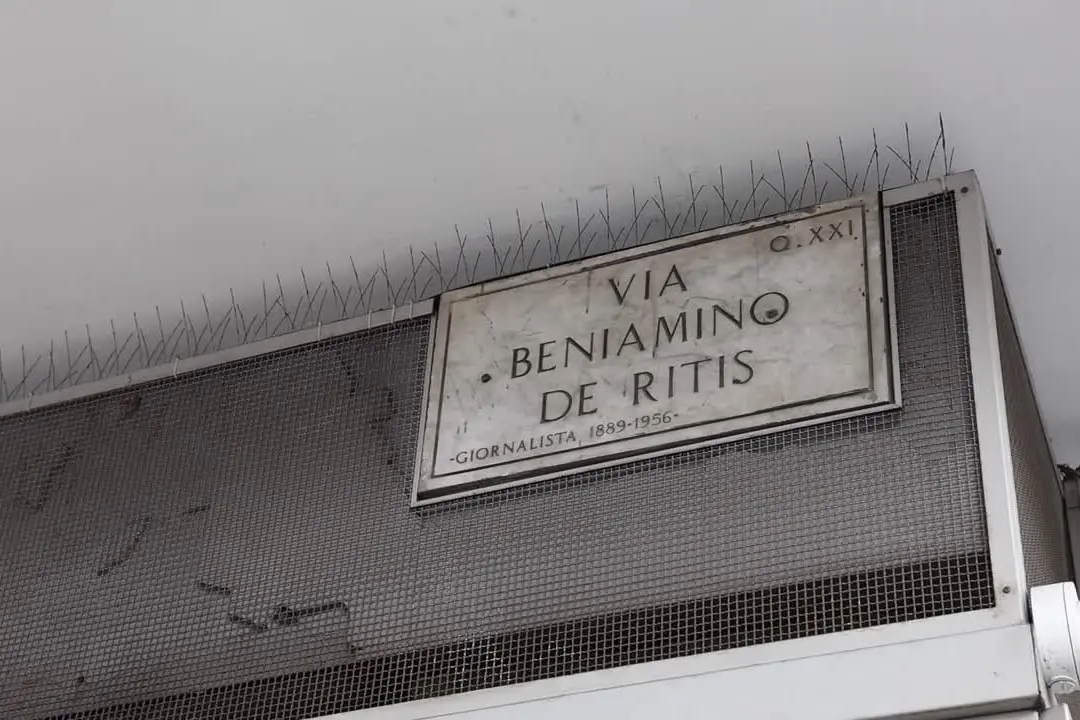 Q. XXI.
VIA
BENIAMINO
DE RITIS
-GIORNALISTA, 1889-1956-